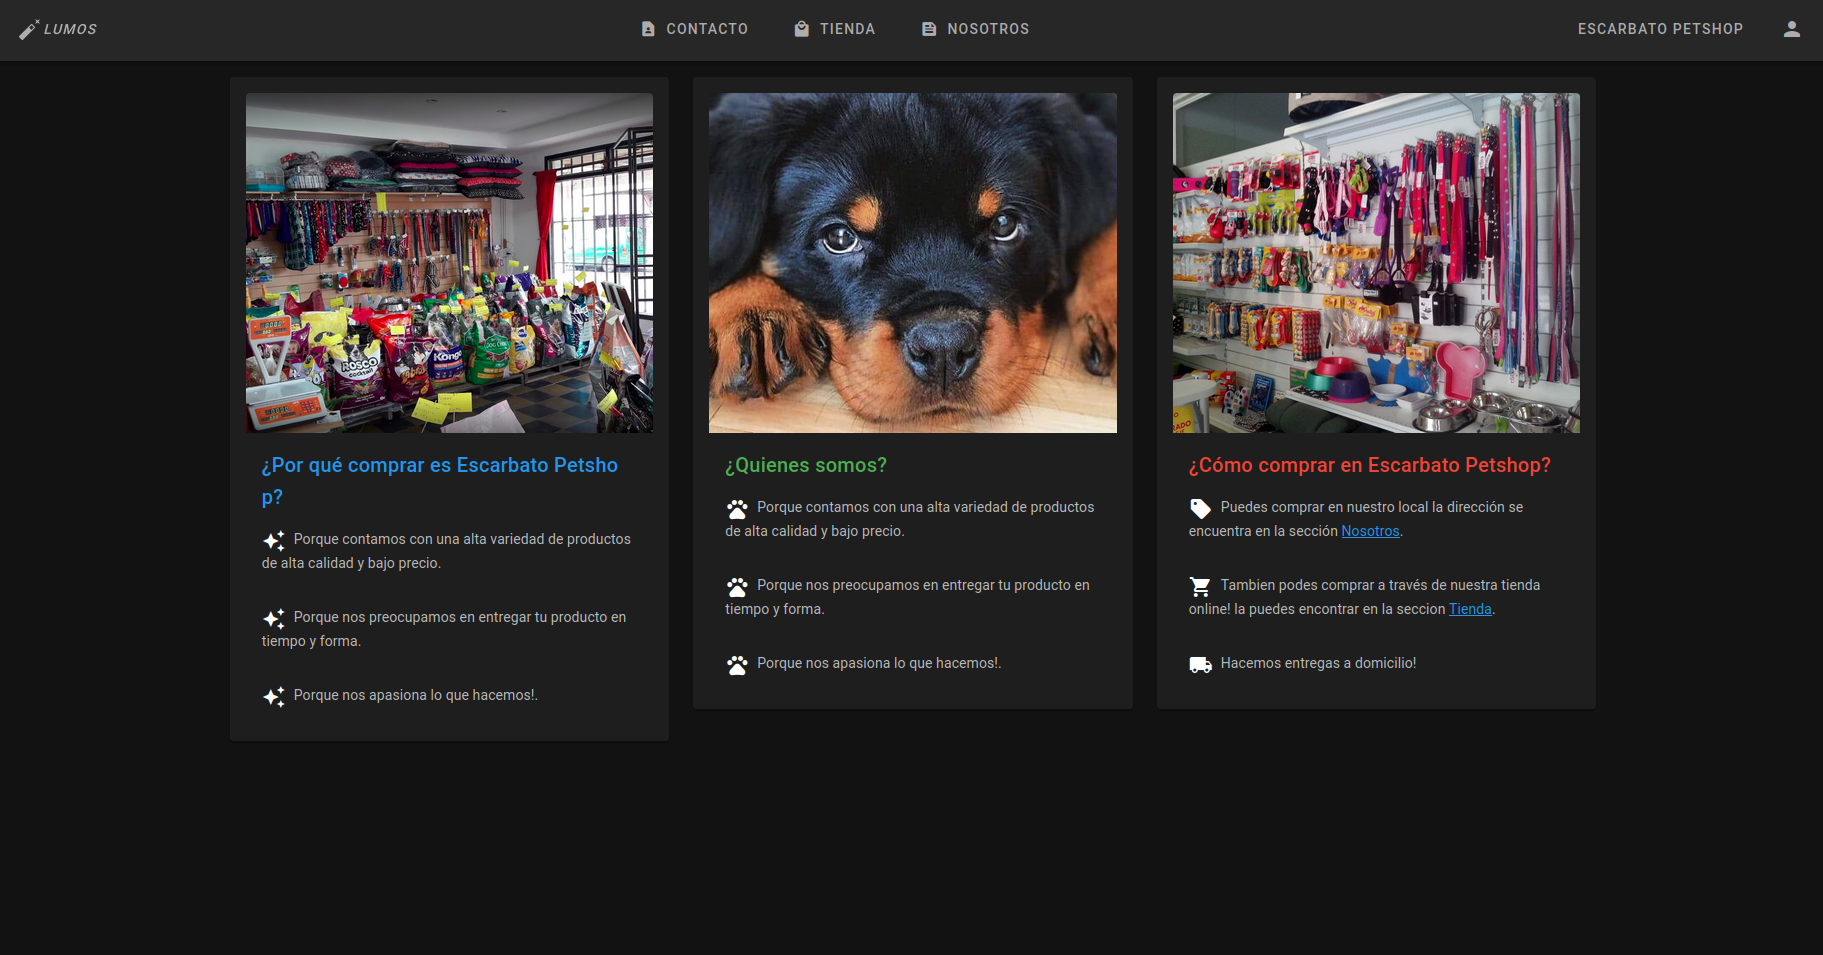 LUMOS
CONTACTO
TIENDA
NOSOTROS
ESCARBATO PETSHOP
¿Por qué comprar es Escarbato Petsho
p?
Porque contamos con una alta variedad de productos
de alta calidad y bajo precio.
Porque nos preocupamos en entregar tu producto en
tiempo y forma.
Porque nos apasiona lo que hacemos!.
¿Quienes somos?
Porque contamos con una alta variedad de productos
de alta calidad y bajo precio.
Porque nos preocupamos en entregar tu producto en
tiempo y forma.
Porque nos apasiona lo que hacemos!.
¿Cómo comprar en Escarbato Petshop?
Puedes comprar en nuestro local la dirección se
encuentra en la sección Nosotros.
Tambien podes comprar a través de nuestra tienda
online! la puedes encontrar en la seccion Tienda.
Hacemos entregas a domicilio!
ROSCO
cocktail
Kongo
DOG CHOW